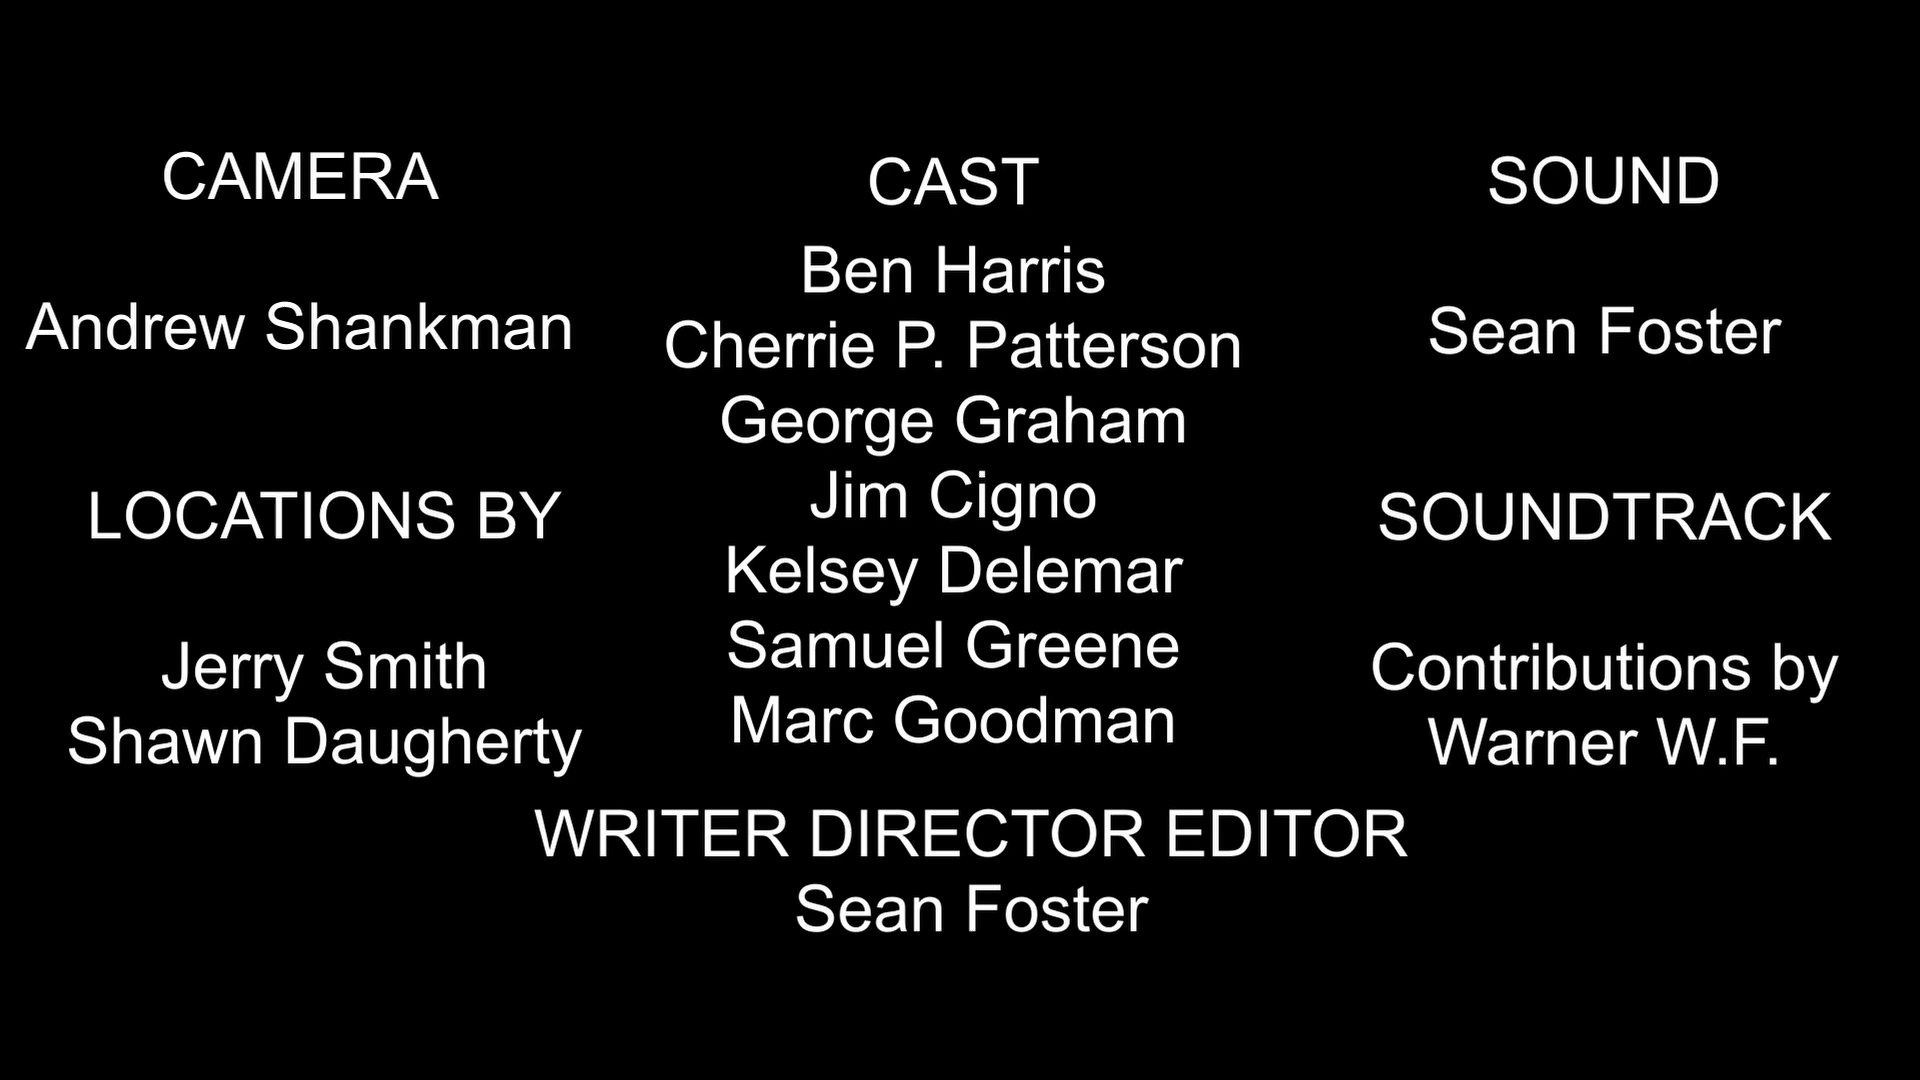 CAMERA
Andrew Shankman
LOCATIONS BY
Jerry Smith
Shawn Daugherty
CAST
Ben Harris
Cherrie P. Patterson
George Graham
Jim Cigno
Kelsey Delemar
Samuel Greene
Marc Goodman
SOUND
Sean Foster
SOUNDTRACK
Contributions by
Warner W.F.
WRITER DIRECTOR EDITOR
Sean Foster